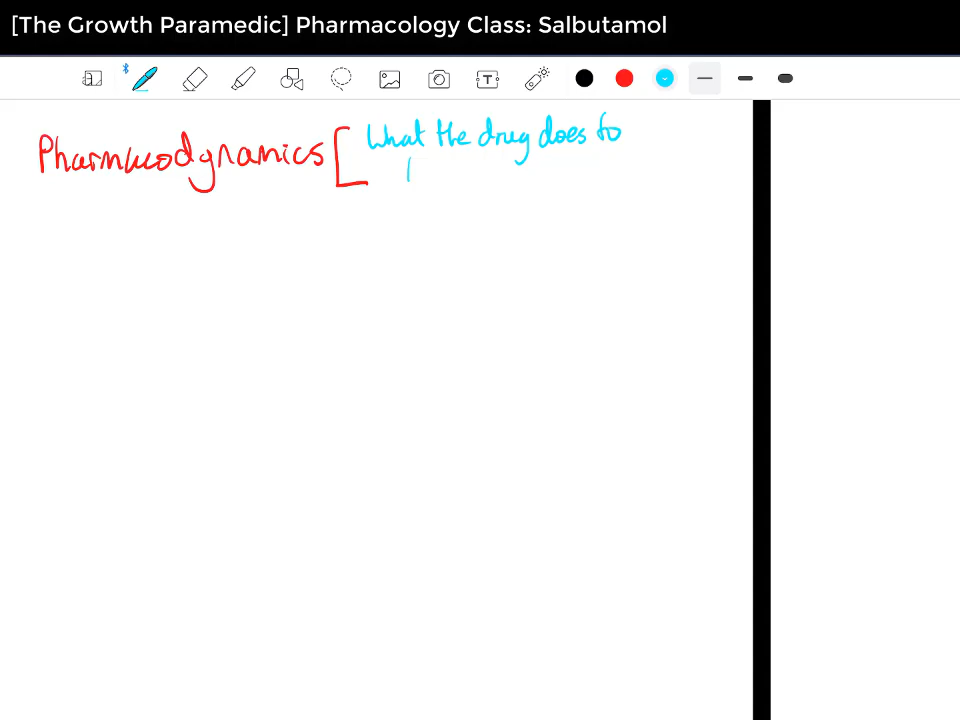 [The Growth Paramedic] Pharmacology Class: Salbutamol
Pharmacodynamics [ What the drug does to